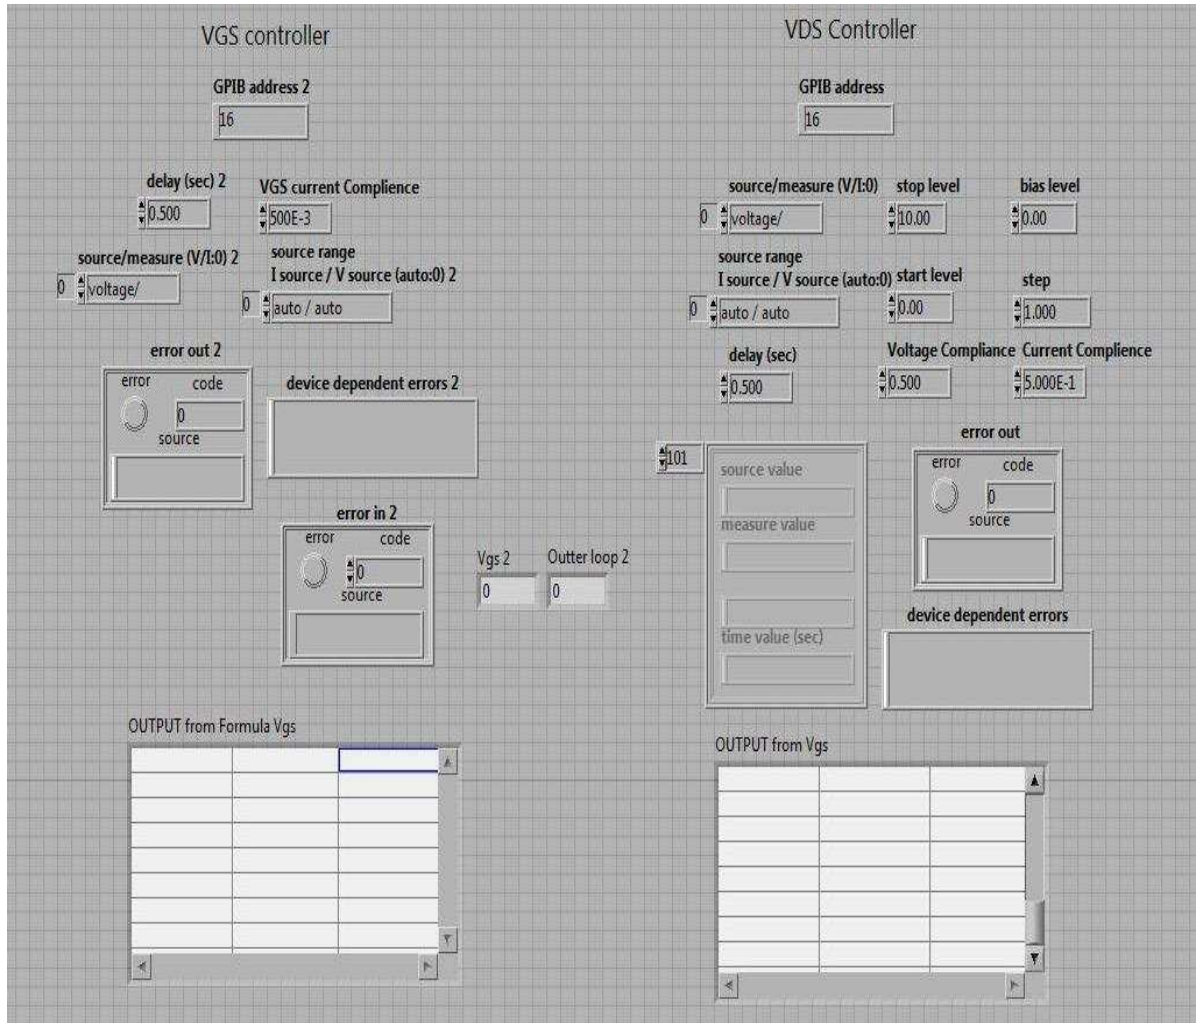 VGS controller
GPIB address 2
16
delay (sec) 2
0.500
VGS current Complience
500E-3
source/measure (V/I:0) 2
0
voltage/
source range
I source / V source (auto:0) 2
0
auto / auto
error out 2
error
code
0
source
device dependent errors 2
error in 2
error
code
0
source
Vgs 2
0
Outter loop 2
0
OUTPUT from Formula Vgs
VDS Controller
GPIB address
16
source/measure (V/I:0)
0
voltage/
stop level
10.00
bias level
0.00
source range
I source / V source (auto:0)
0
auto / auto
start level
0.00
step
1.000
delay (sec)
0.500
Voltage Compliance
0.500
Current Complience
5.000E-1
101
source value
measure value
time value (sec)
error out
error
code
0
source
device dependent errors
OUTPUT from Vgs